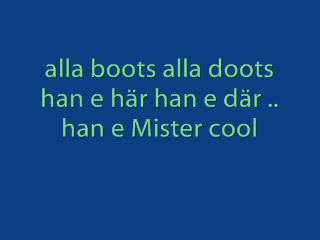 alla boots alla doots
han e här han e där ..
han e Mister cool